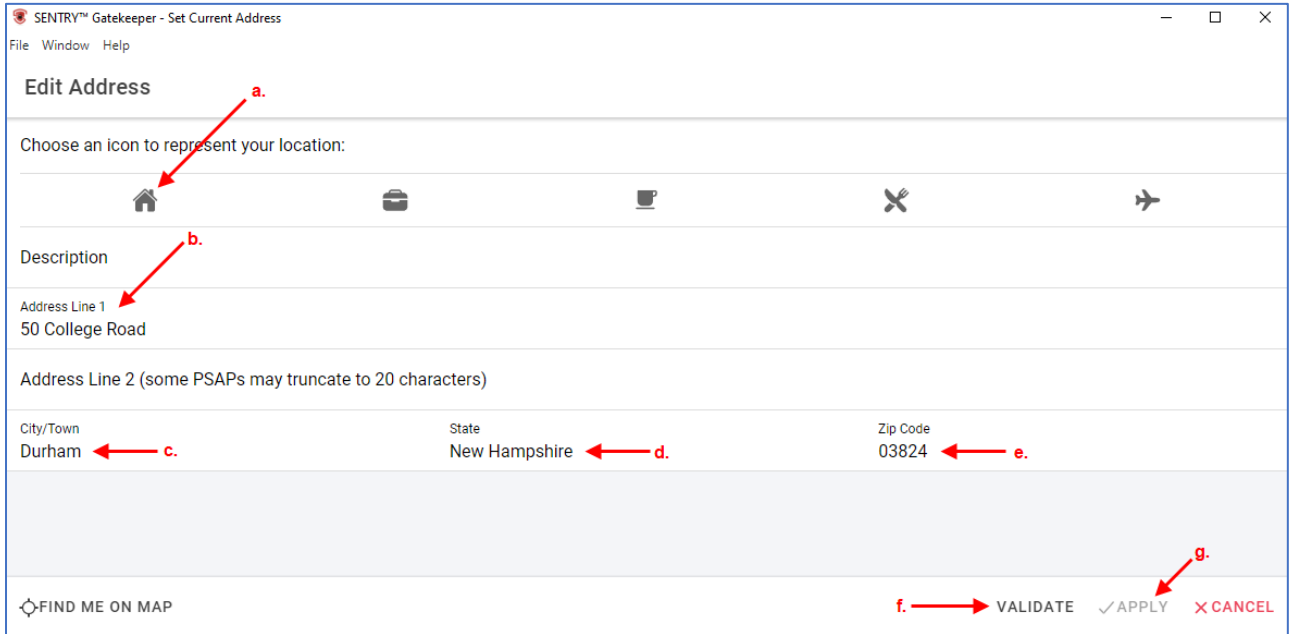 SENTRY™ Gatekeeper - Set Current Address
File Window Help
Edit Address
a.
Choose an icon to represent your location:
b.
Description
Address Line 1
50 College Road
Address Line 2 (some PSAPs may truncate to 20 characters)
City/Town State Zip Code
Durham c. New Hampshire d. 03824 e.
g.
FIND ME ON MAP f. VALIDATE APPLY CANCEL